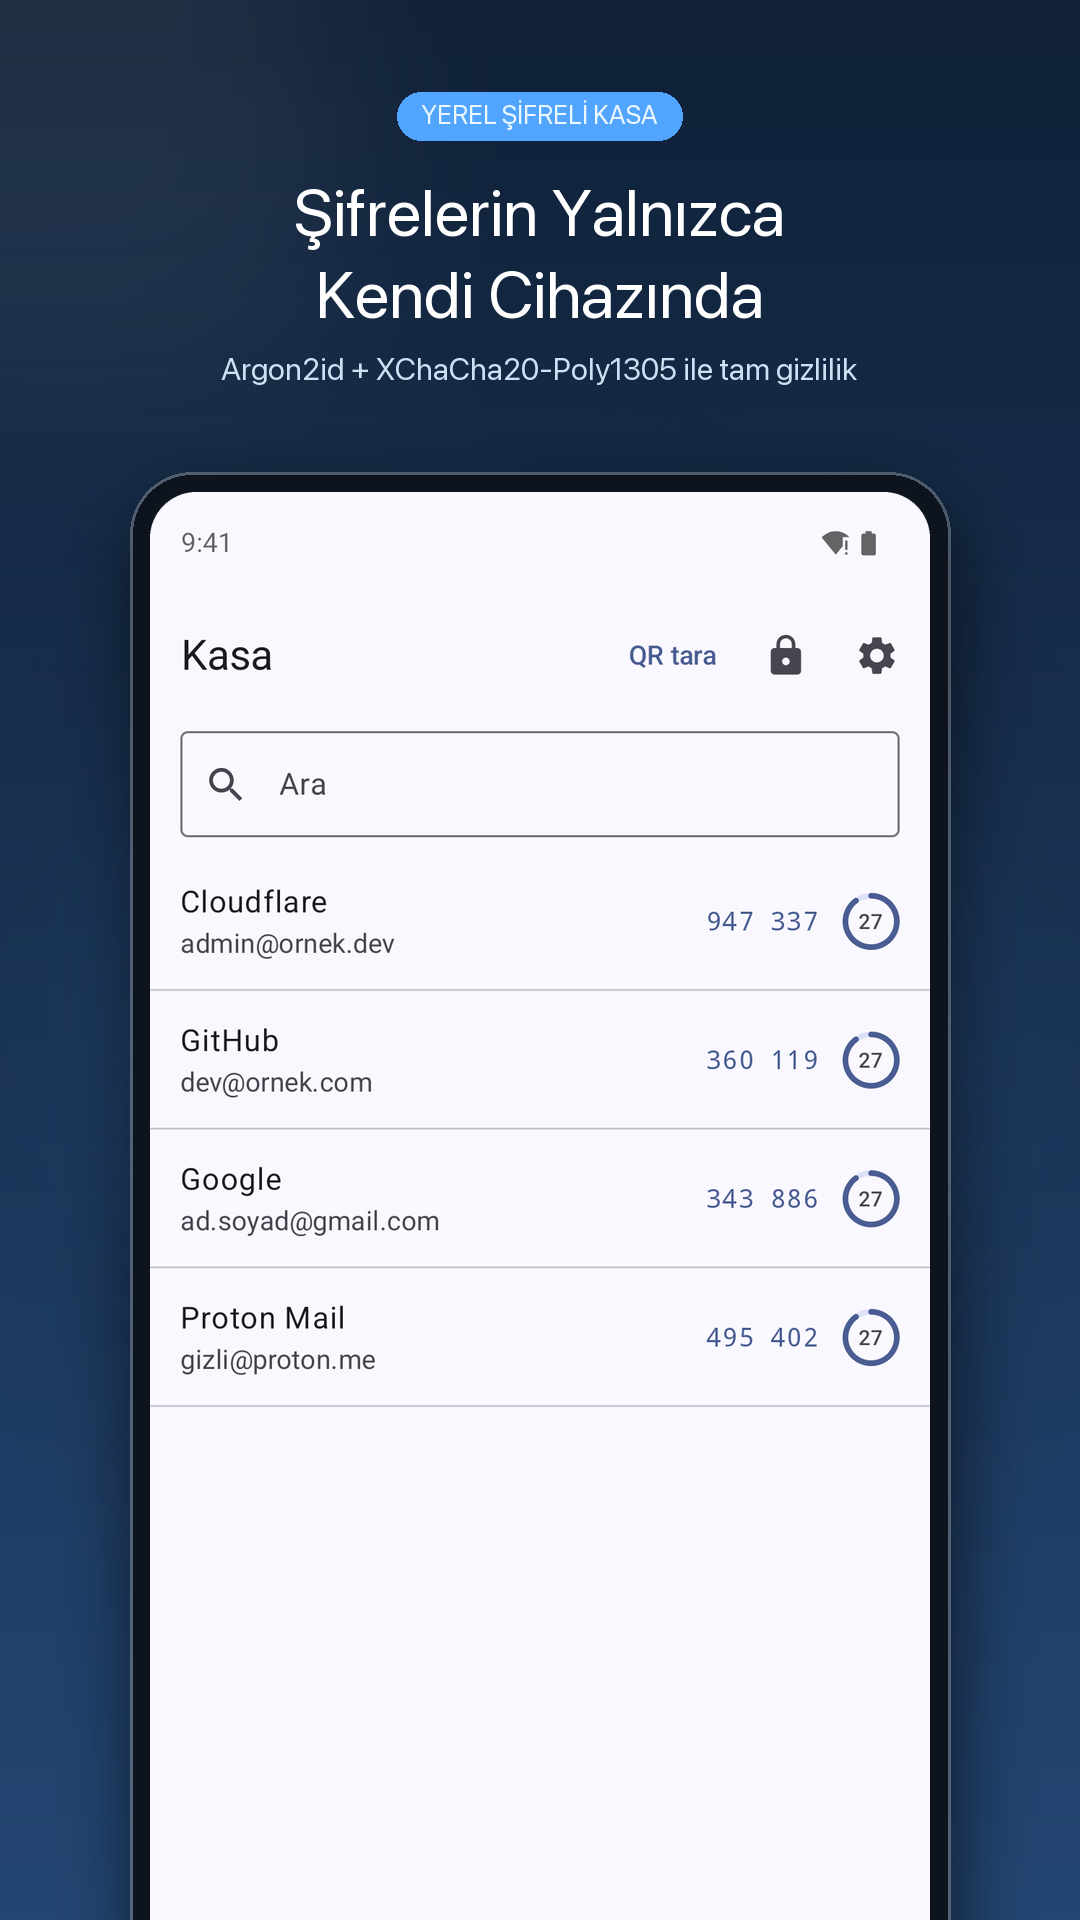 YEREL ŞİFRELİ KASA
Şifrelerin Yalnızca
Kendi Cihazında
Argon2id + XChaCha20-Poly1305 ile tam gizlilik
9:41
Kasa
QR tara
Ara
Cloudflare
947 337
27
admin@ornek.dev
GitHub
360 119
27
dev@ornek.com
Google
343 886
27
ad.soyad@gmail.com
Proton Mail
495 402
27
gizli@proton.me